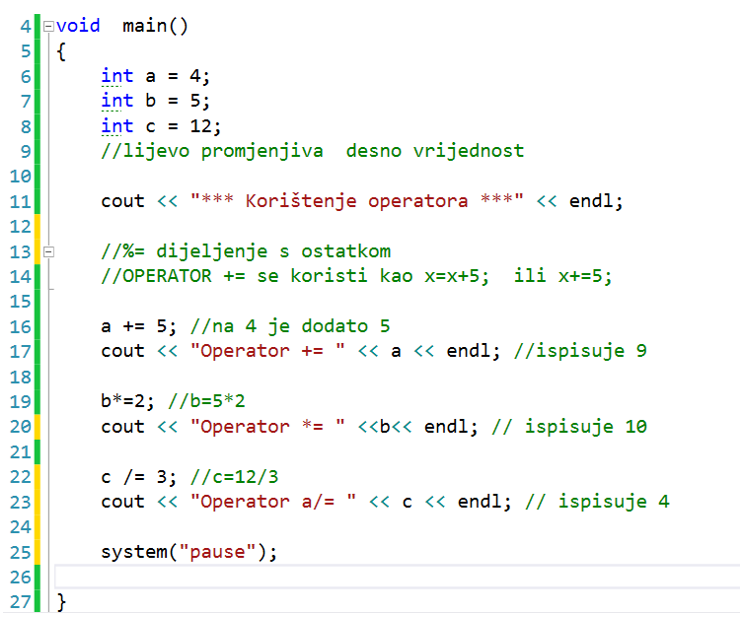 4 void  main()
5 {
6     int a = 4;
7     int b = 5;
8     int c = 12;
9     //lijevo promjenjiva  desno vrijednost
10
11     cout << "*** Korištenje operatora ***" << endl;
12
13     //%= dijeljenje s ostatkom
14     //OPERATOR += se koristi kao x=x+5;  ili x+=5;
15
16     a += 5; //na 4 je dodato 5
17     cout << "Operator += " << a << endl; //ispisuje 9
18
19     b*=2; //b=5*2
20     cout << "Operator *= " <<b<< endl; // ispisuje 10
21
22     c /= 3; //c=12/3
23     cout << "Operator a/= " << c << endl; // ispisuje 4
24
25     system("pause");
26
27 }